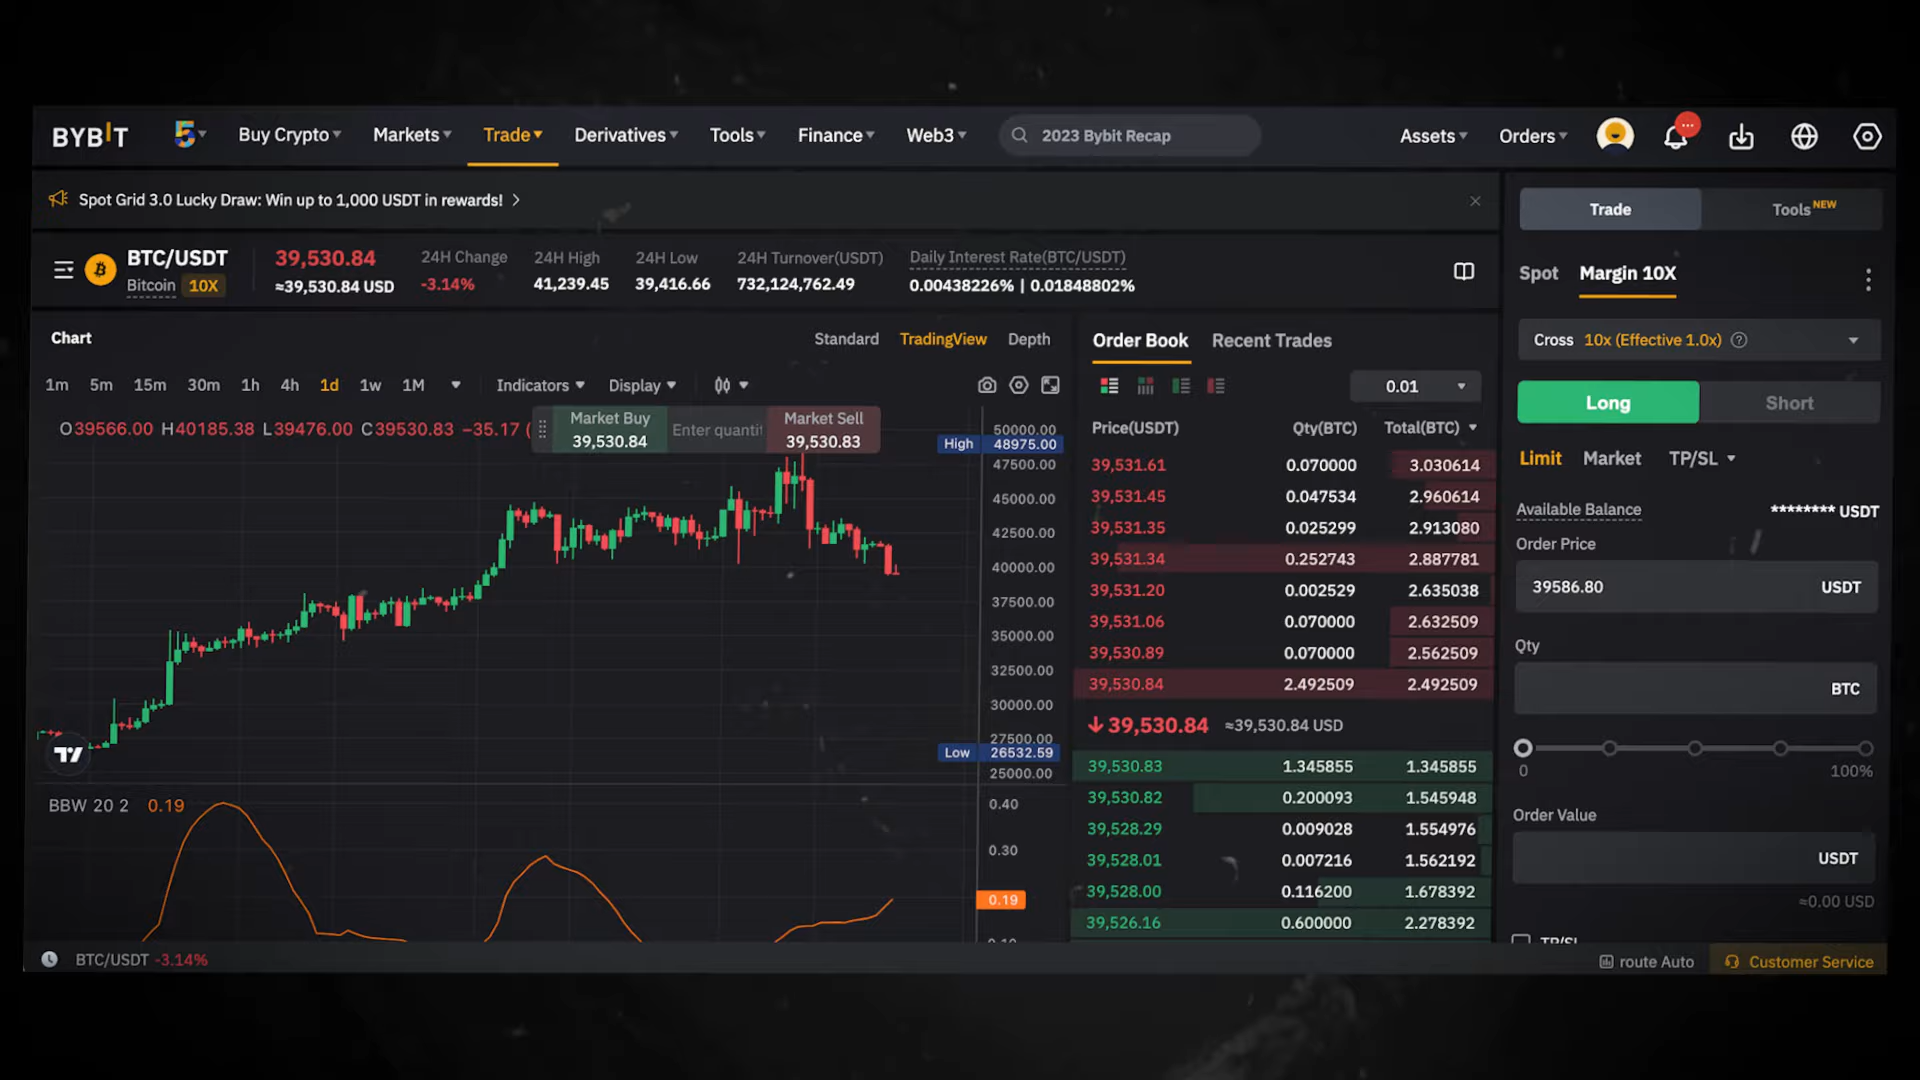 BYBIT
Buy Crypto Markets Trade Derivatives Tools Finance Web3 2023 Bybit Recap Assets Orders
Spot Grid 3.0 Lucky Draw: Win up to 1,000 USDT in rewards!
BTC/USDT
Bitcoin 10X
39,530.84
≈39,530.84 USD
24H Change
-3.14%
24H High
41,239.45
24H Low
39,416.66
24H Turnover(USDT)
732,124,762.49
Daily Interest Rate(BTC/USDT)
0.00438226% | 0.01848802%
Chart
Standard TradingView Depth
1m 5m 15m 30m 1h 4h 1d 1w 1M Indicators Display
O39566.00 H40185.38 L39476.00 C39530.83 −35.17 (
Market Buy
39,530.84
Enter quantit
Market Sell
39,530.83
50000.00
High 48975.00
47500.00
45000.00
42500.00
40000.00
37500.00
35000.00
32500.00
30000.00
27500.00
Low 26532.59
25000.00
BBW 20 2 0.19
0.40
0.30
0.19
Order Book Recent Trades
0.01
Price(USDT) Qty(BTC) Total(BTC)
39,531.61 0.070000 3.030614
39,531.45 0.047534 2.960614
39,531.35 0.025299 2.913080
39,531.34 0.252743 2.887781
39,531.20 0.002529 2.635038
39,531.06 0.070000 2.632509
39,530.89 0.070000 2.562509
39,530.84 2.492509 2.492509
39,530.84 ≈39,530.84 USD
39,530.83 1.345855 1.345855
39,530.82 0.200093 1.545948
39,528.29 0.009028 1.554976
39,528.01 0.007216 1.562192
39,528.00 0.116200 1.678392
39,526.16 0.600000 2.278392
Trade Tools NEW
Spot Margin 10X
Cross 10x (Effective 1.0x)
Long Short
Limit Market TP/SL
Available Balance ******** USDT
Order Price
39586.80 USDT
Qty
BTC
0 100%
Order Value
USDT
≈0.00 USD
TP/SL
BTC/USDT -3.14%
route Auto Customer Service